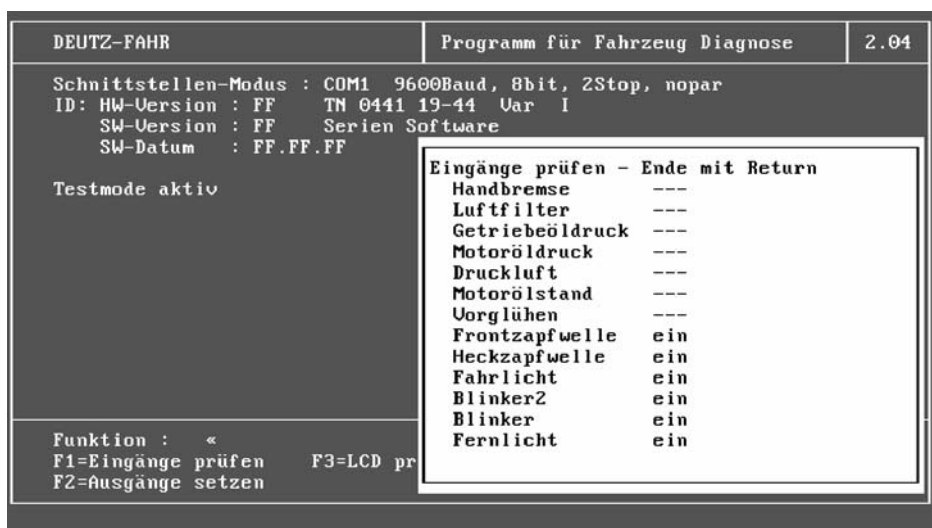 DEUTZ-FAHR
Programm für Fahrzeug Diagnose
2.04
Schnittstellen-Modus : COM1 9600Baud, 8bit, 2Stop, nopar
ID: HW-Version : FF TN 0441 19-44 Var I
SW-Version : FF Serien Software
SW-Datum : FF.FF.FF
Testmode aktiv
Eingänge prüfen - Ende mit Return
Handbremse ---
Luftfilter ---
Getriebeöldruck ---
Motoröldruck ---
Druckluft ---
Motorölstand ---
Vorglühen ---
Frontzapfwelle ein
Heckzapfwelle ein
Fahrlicht ein
Blinker2 ein
Blinker ein
Fernlicht ein
Funktion : «
F1=Eingänge prüfen F3=LCD pr
F2=Ausgänge setzen